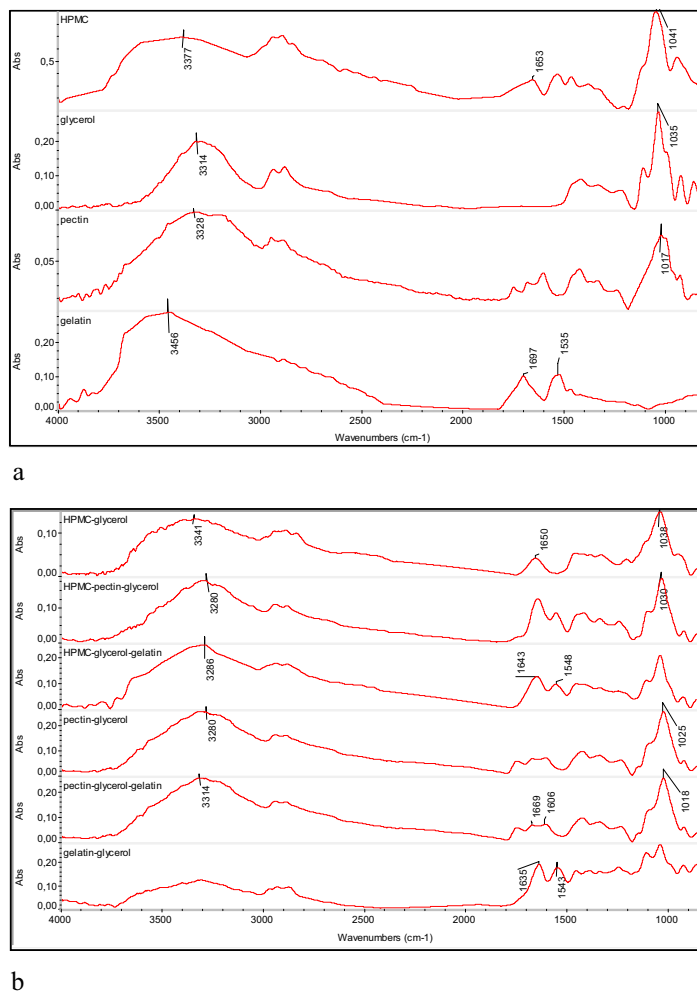 HPMC
Abs
0,5
3377
1653
1041
glycerol
Abs
0,20
0,10
0,00
3314
1035
pectin
Abs
0,05
3328
1017
gelatin
Abs
0,20
0,10
0,00
3456
1697
1535
4000 3500 3000 2500 2000 1500 1000
Wavenumbers (cm-1)
a
HPMC-glycerol
Abs
0,10
0,00
3341
1650
1038
HPMC-pectin-glycerol
Abs
0,10
0,00
3280
1030
HPMC-glycerol-gelatin
Abs
0,20
0,10
0,00
3286
1643
1548
pectin-glycerol
Abs
0,20
0,10
0,00
3280
1025
pectin-glycerol-gelatin
Abs
0,20
0,10
0,00
3314
1669
1606
1018
gelatin-glycerol
Abs
0,20
0,10
0,00
1635
1543
4000 3500 3000 2500 2000 1500 1000
Wavenumbers (cm-1)
b